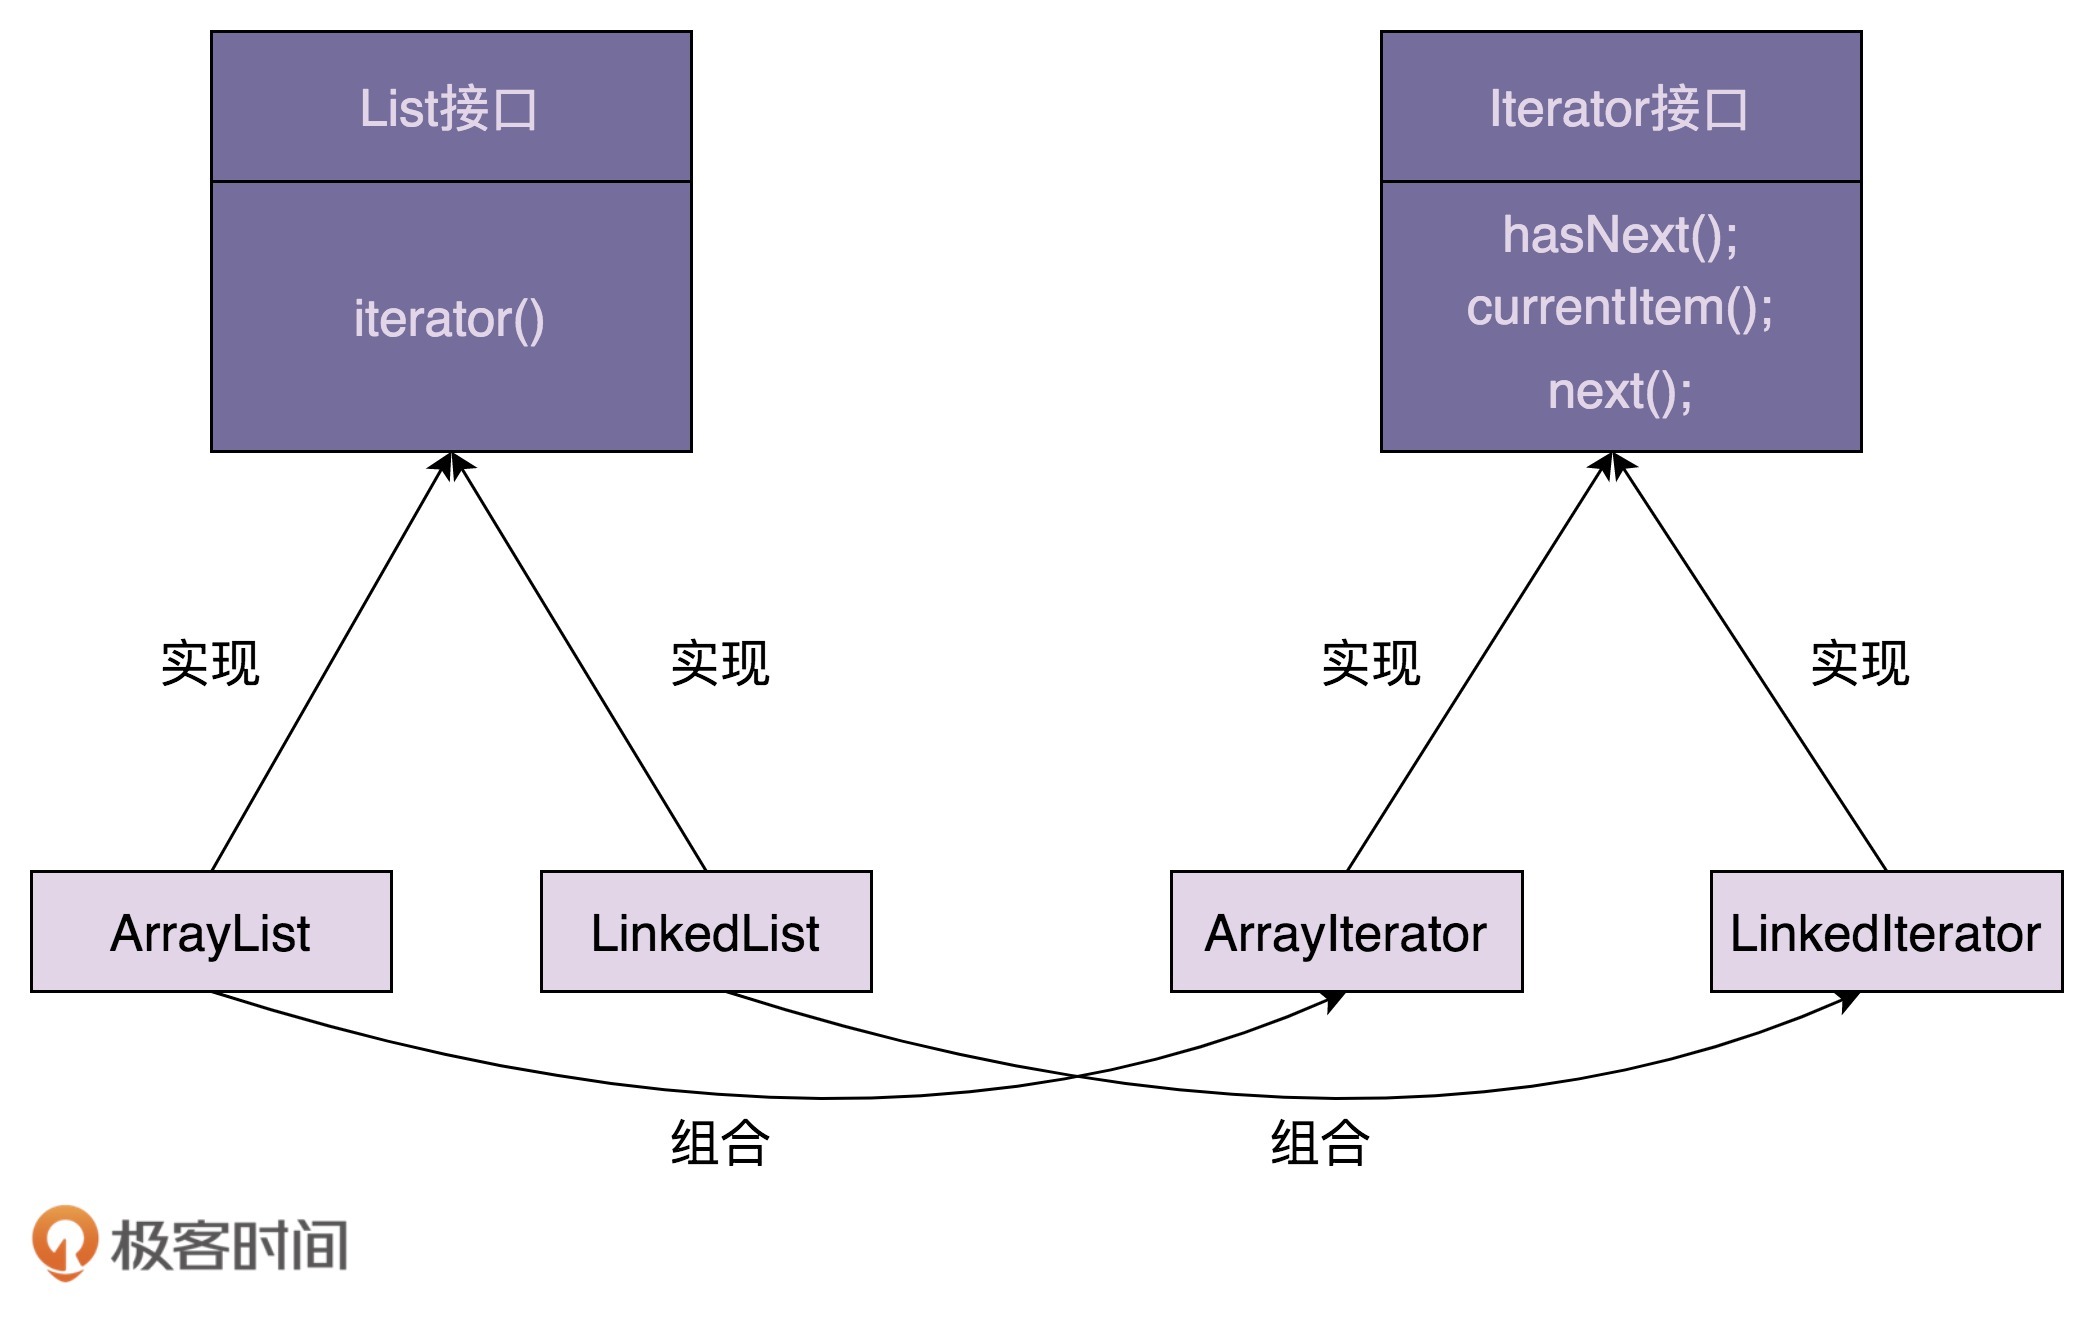 List接口
Iterator接口
iterator()
hasNext();
currentItem();
next();
实现
实现
实现
实现
ArrayList
LinkedList
ArrayIterator
LinkedIterator
组合
组合
极客时间